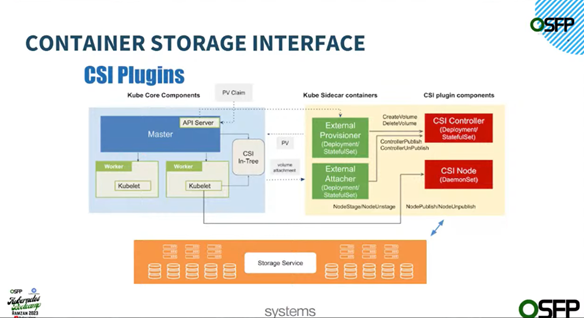 OSFP
CONTAINER STORAGE INTERFACE
CSI Plugins
Kube Core Components
PV Claim
Kube Sidecar containers
CSI plugin components
API Server
Master
Worker
Kubelet
Worker
Kubelet
CSI
In-Tree
PV
volume
attachment
External
Provisioner
(Deployment/
StatefulSet)
External
Attacher
(Deployment/
StatefulSet)
CreateVolume
DeleteVolume
ControllerPublish
ControllerUnPublish
CSI Controller
(Deployment/
StatefulSet)
CSI Node
(DaemonSet)
NodeStage/NodeUnstage
NodePublish/NodeUnpublish
Storage Service
OSFP
Kubernetes
Bootcamp
RAMZAN 2023
systems
OSFP